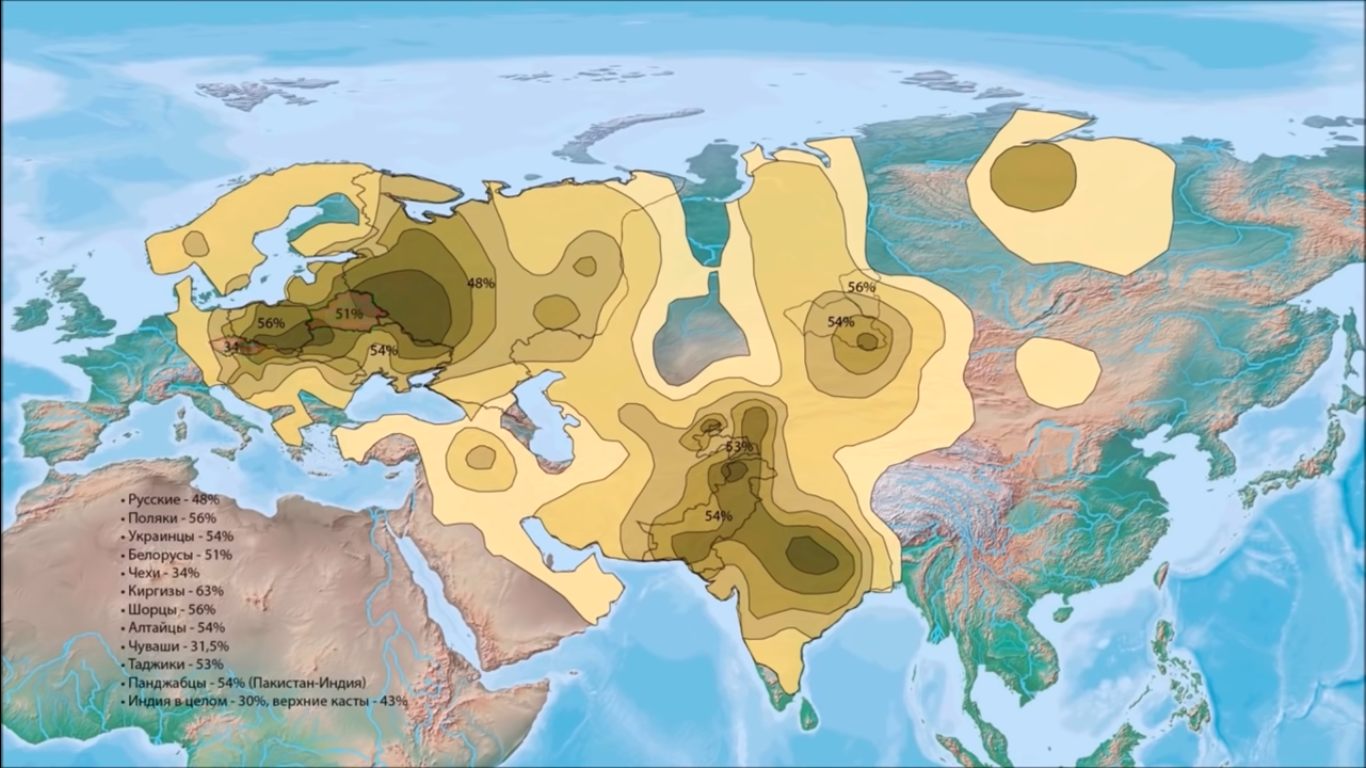 48%
56%
51%
34
54%
56%
54%
53%
54%
• Русские - 48%
• Поляки - 56%
• Украинцы - 54%
• Белорусы - 51%
• Чехи - 34%
• Киргизы - 63%
• Шорцы - 56%
• Алтайцы - 54%
• Чуваши - 31,5%
• Таджики - 53%
• Панджабцы - 54% (Пакистан-Индия)
• Индия в целом - 30%, верхние касты - 43%